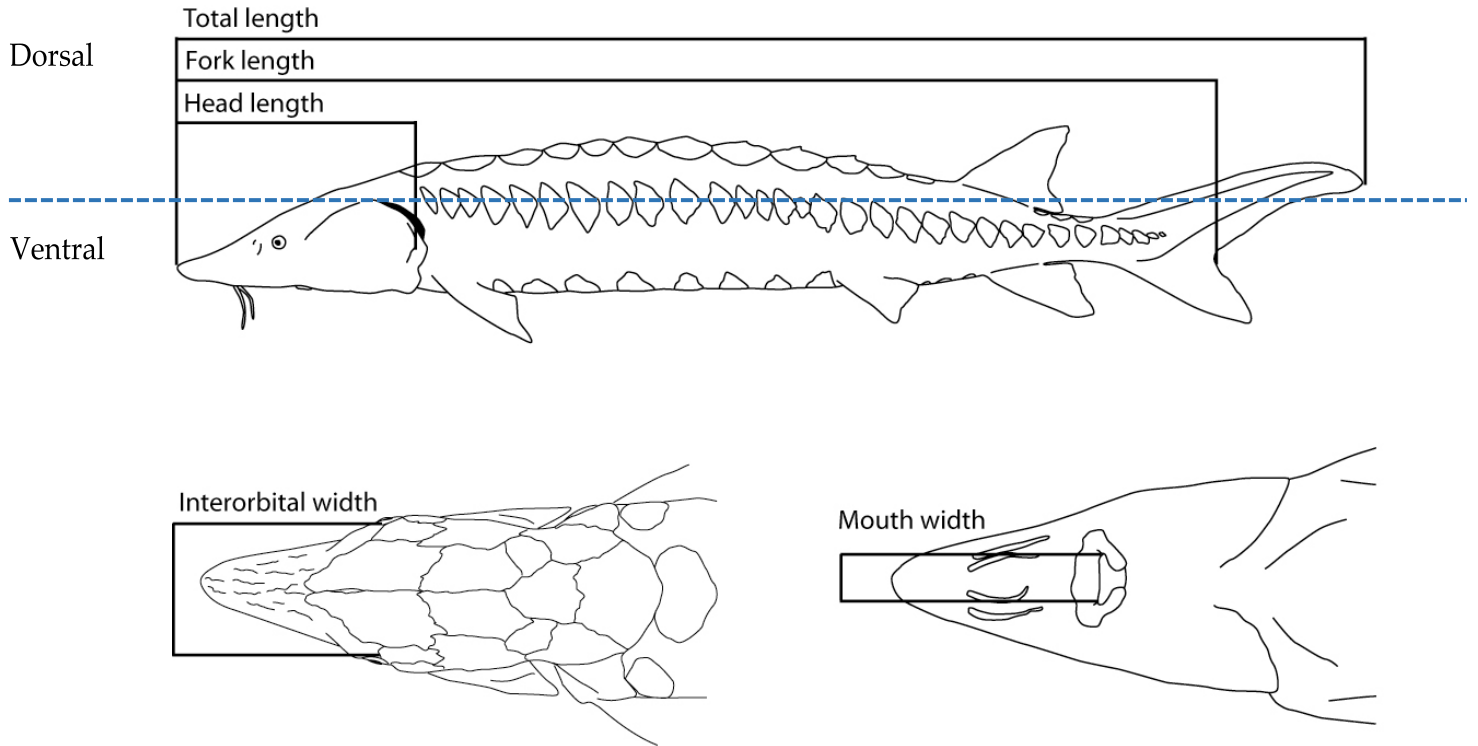 Total length
Dorsal
Fork length
Head length
Ventral
Interorbital width
Mouth width